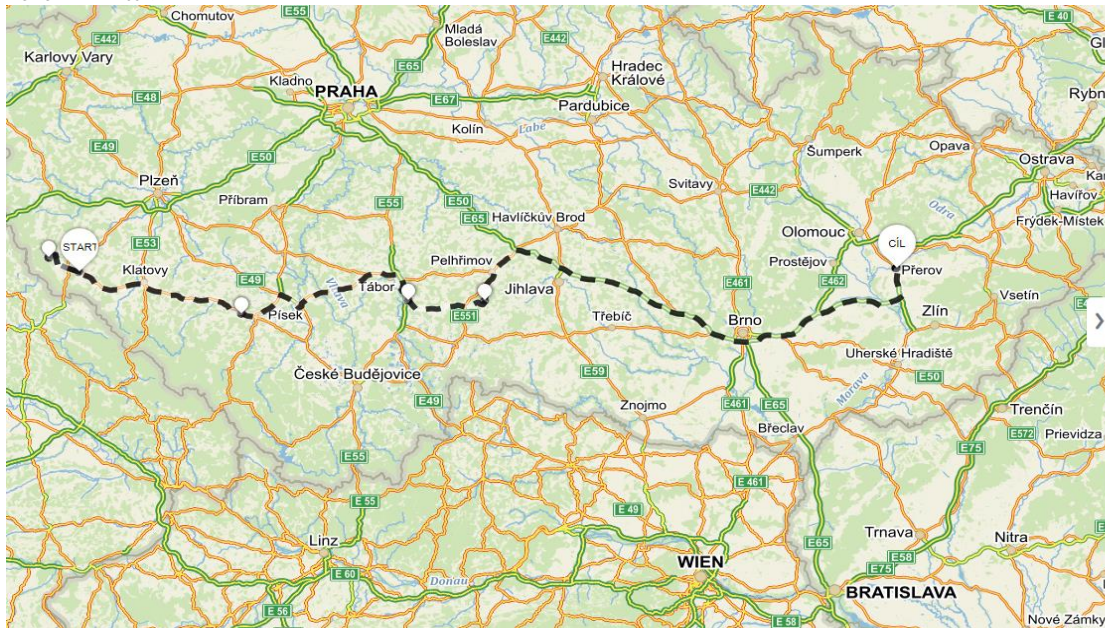 Chomutov
E55
E442
Karlovy Vary
Mladá
Boleslav
E442
E65
E 40
Gl
Kladno
PRAHA
E48
E67
Hradec
Králové
Pardubice
Rybn
Kolín
Labe
E49
E50
Plzeň
Šumperk
Opava
Ostrava
Svitavy
E442
Havířov
Příbram
E55
E50
E65
Havlíčkův Brod
Odra
Frýdek-Místek
START
E53
Olomouc
CÍL
Klatovy
Pelhřimov
Prostějov
Přerov
E49
Vltava
Tábor
Jihlava
E461
E462
Vsetín
Písek
E551
Třebíč
Brno
Zlín
Uherské Hradiště
České Budějovice
E59
E50
E49
Morava
Znojmo
E461
E65
Trenčín
Břeclav
E572
Prievidza
E55
E75
E 461
E 55
E 49
Linz
Trnava
Nitra
E65
E58
E 60
Donau
WIEN
E75
BRATISLAVA
E 56
E 58
Nové Zámky